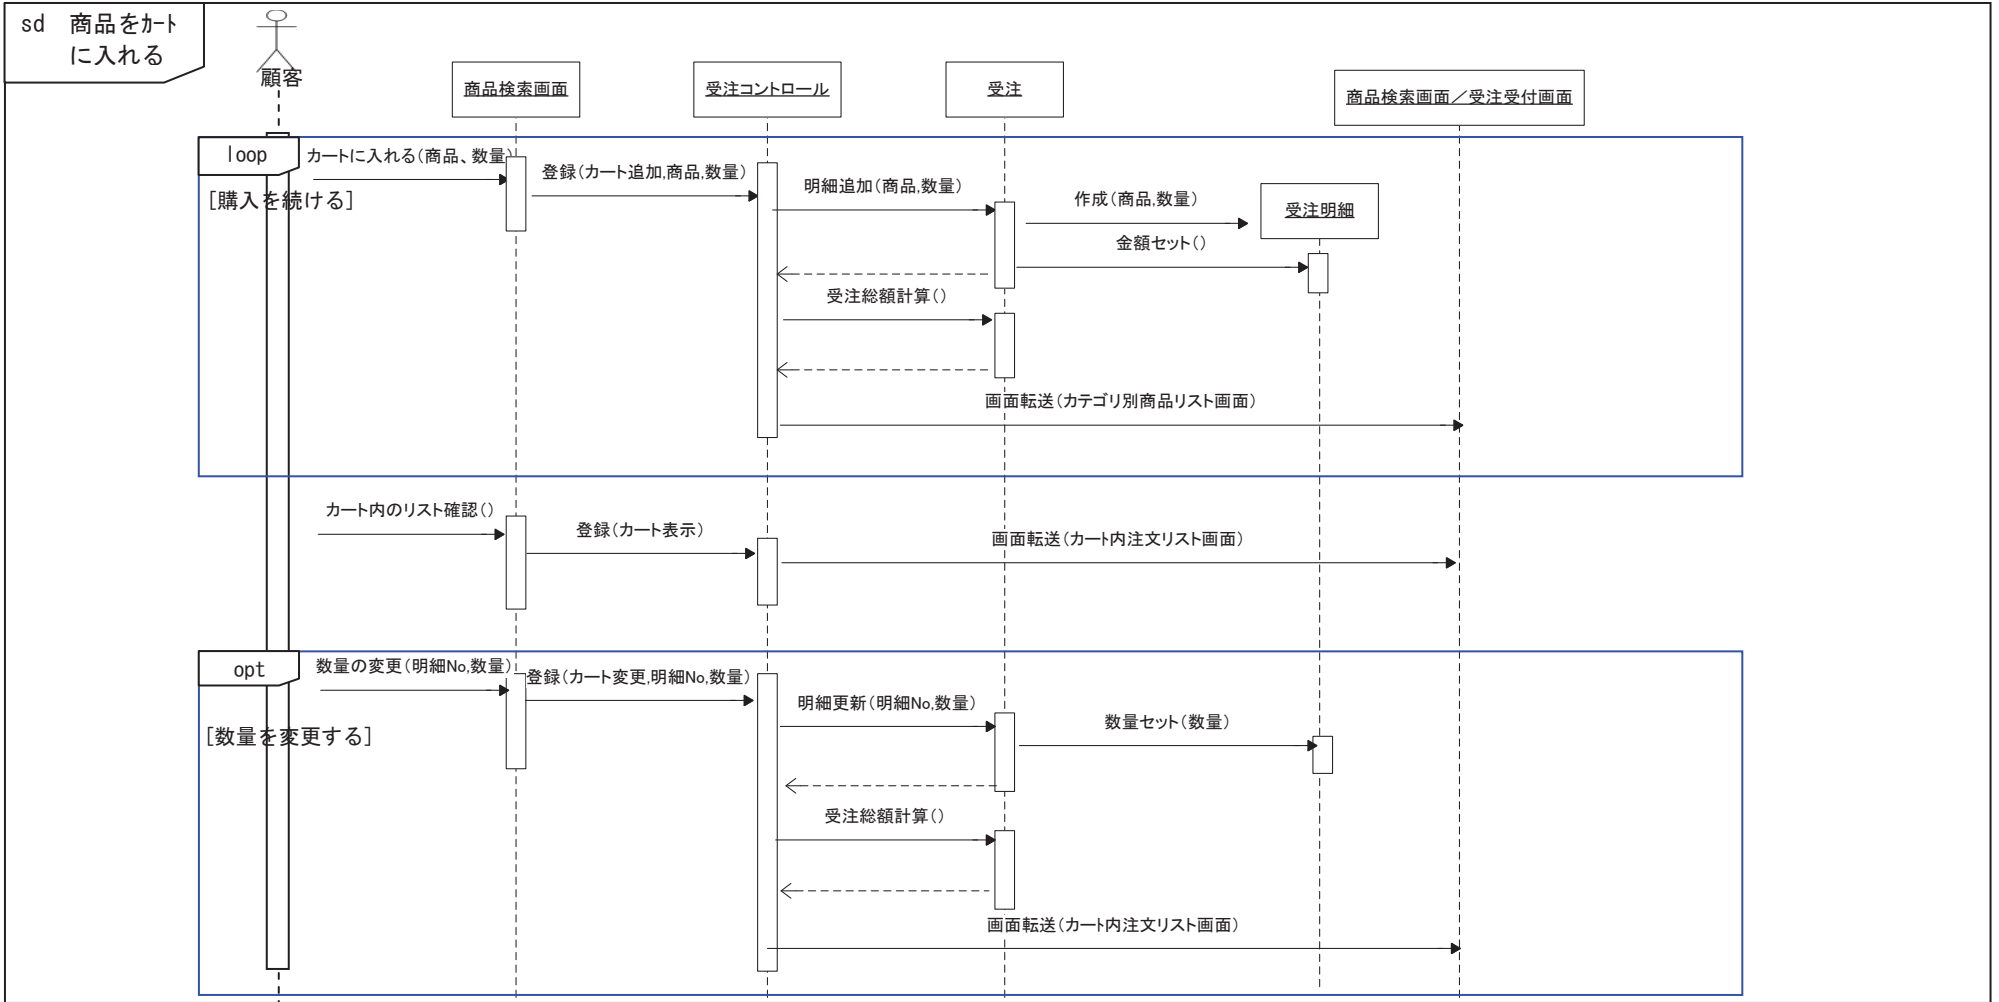 sd 商品をカート
に入れる
顧客
商品検索画面
受注コントロール
受注
商品検索画面／受注受付画面
loop
カートに入れる(商品、数量)
[購入を続ける]
登録(カート追加,商品,数量)
明細追加(商品,数量)
作成(商品,数量)
受注明細
金額セット()
受注総額計算()
画面転送(カテゴリ別商品リスト画面)
カート内のリスト確認()
登録(カート表示)
画面転送(カート内注文リスト画面)
opt
数量の変更(明細No,数量)
登録(カート変更,明細No,数量)
[数量を変更する]
明細更新(明細No,数量)
数量セット(数量)
受注総額計算()
画面転送(カート内注文リスト画面)